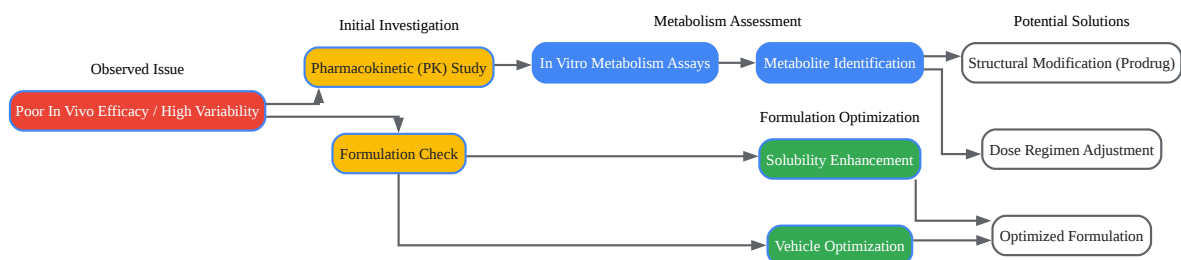 Observed Issue
Poor In Vivo Efficacy / High Variability
Initial Investigation
Pharmacokinetic (PK) Study
Formulation Check
Metabolism Assessment
In Vitro Metabolism Assays
Metabolite Identification
Formulation Optimization
Solubility Enhancement
Vehicle Optimization
Potential Solutions
Structural Modification (Prodrug)
Dose Regimen Adjustment
Optimized Formulation